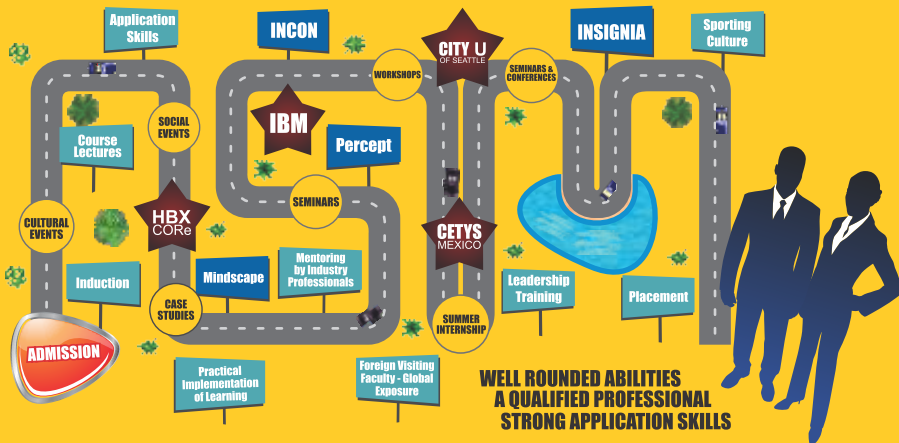 Application
Skills
INCON
CITY U
OF SEATTLE
INSIGNIA
Sporting
Culture
WORKSHOPS
SEMINARS &
CONFERENCES
SOCIAL
EVENTS
IBM
Course
Lectures
Percept
SEMINARS
CULTURAL
EVENTS
HBX
CORe
CETYS
MEXICO
Induction
Mindscape
Mentoring
by Industry
Professionals
Leadership
Training
Placement
CASE
STUDIES
SUMMER
INTERNSHIP
ADMISSION
Practical
Implementation
of Learning
Foreign Visiting
Faculty - Global
Exposure
WELL ROUNDED ABILITIES
A QUALIFIED PROFESSIONAL
STRONG APPLICATION SKILLS